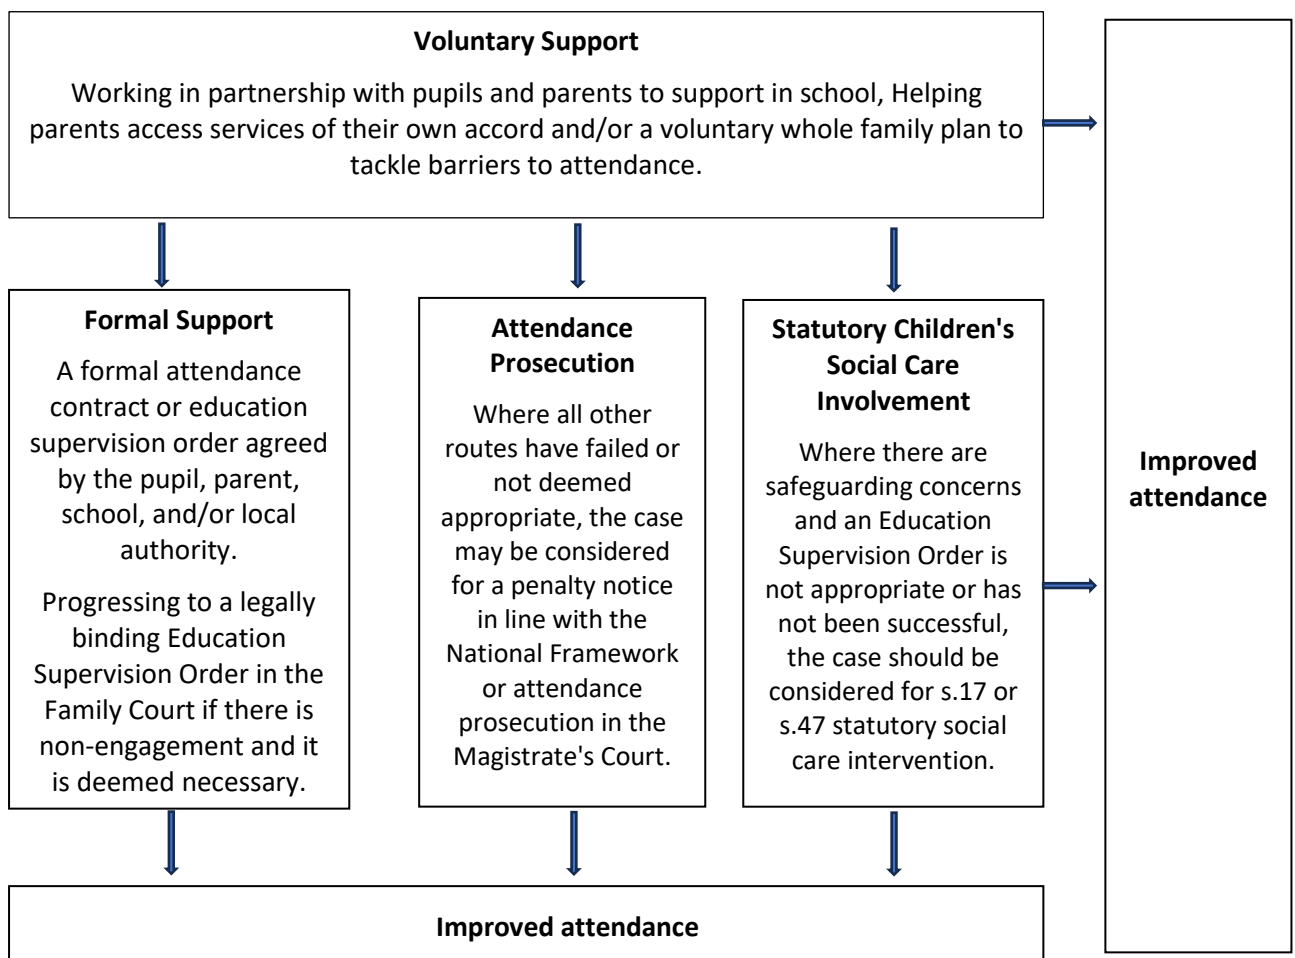 Voluntary Support
Working in partnership with pupils and parents to support in school, Helping
parents access services of their own accord and/or a voluntary whole family plan to
tackle barriers to attendance.
Formal Support
A formal attendance
contract or education
supervision order agreed
by the pupil, parent,
school, and/or local
authority.
Progressing to a legally
binding Education
Supervision Order in the
Family Court if there is
non-engagement and it
is deemed necessary.
Attendance
Prosecution
Where all other
routes have failed or
not deemed
appropriate, the case
may be considered
for a penalty notice
in line with the
National Framework
or attendance
prosecution in the
Magistrate's Court.
Statutory Children's
Social Care
Involvement
Where there are
safeguarding concerns
and an Education
Supervision Order is
not appropriate or has
not been successful,
the case should be
considered for s.17 or
s.47 statutory social
care intervention.
Improved
attendance
Improved attendance